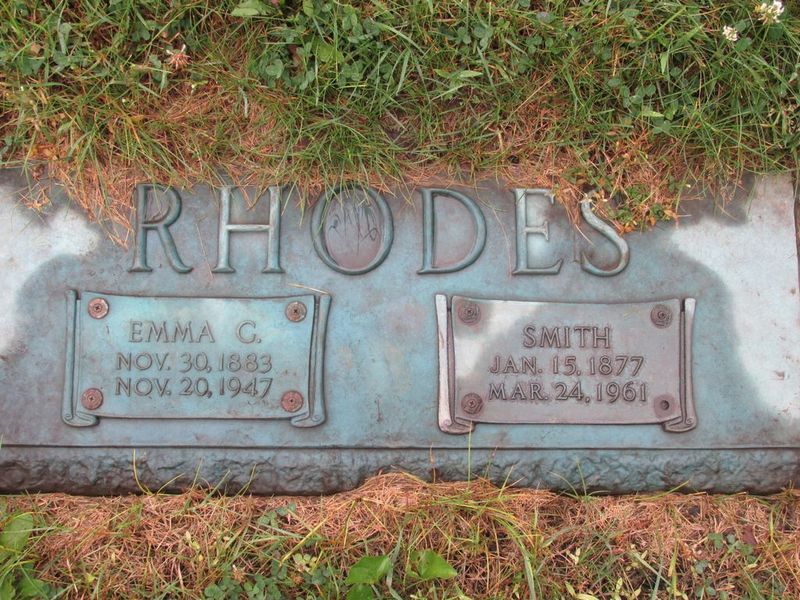 RHODES
EMMA C.
NOV. 30, 1883
NOV. 20, 1947
SMITH
JAN. 15, 1877
MAR. 24, 1961